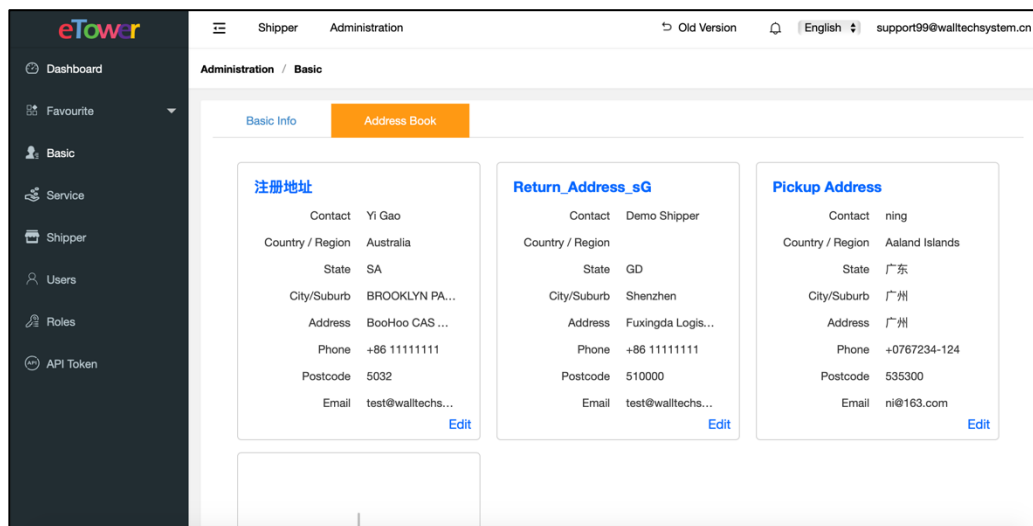 eTower
Shipper Administration Old Version English support99@walltechsystem.cn
Dashboard
Favourite
Basic
Service
Shipper
Users
Roles
API Token
Administration / Basic
Basic Info Address Book
注册地址
Contact Yi Gao
Country / Region Australia
State SA
City/Suburb BROOKLYN PA...
Address BooHoo CAS ...
Phone +86 11111111
Postcode 5032
Email test@walltechs...
Edit
Return_Address_sG
Contact Demo Shipper
Country / Region
State GD
City/Suburb Shenzhen
Address Fuxingda Logis...
Phone +86 11111111
Postcode 510000
Email test@walltechs...
Edit
Pickup Address
Contact ning
Country / Region Aaland Islands
State 广东
City/Suburb 广州
Address 广州
Phone +0767234-124
Postcode 535300
Email ni@163.com
Edit